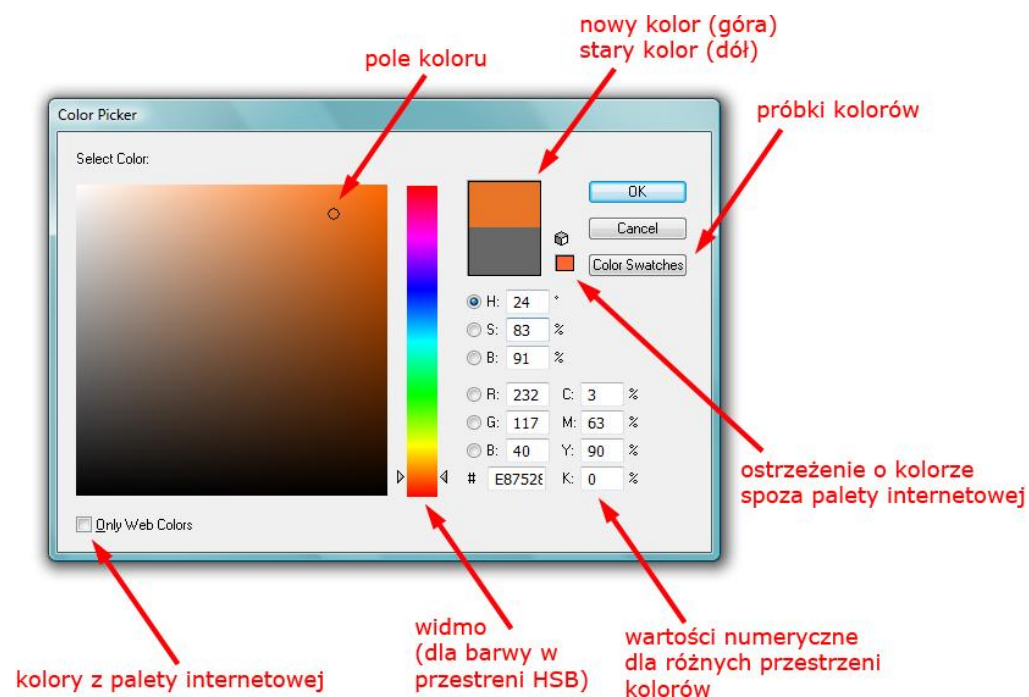 nowy kolor (góra)
stary kolor (dół)
pole koloru
próbki kolorów
Color Picker
Select Color:
OK
Cancel
Color Swatches
H: 24 °
S: 83 %
B: 91 %
R: 232 C: 3 %
G: 117 M: 63 %
B: 40 Y: 90 %
# E87528 K: 0 %
Only Web Colors
ostrzeżenie o kolorze
spoza palety internetowej
widmo
(dla barwy w
przestreni HSB)
wartości numeryczne
dla różnych przestrzeni
kolorów
kolory z palety internetowej